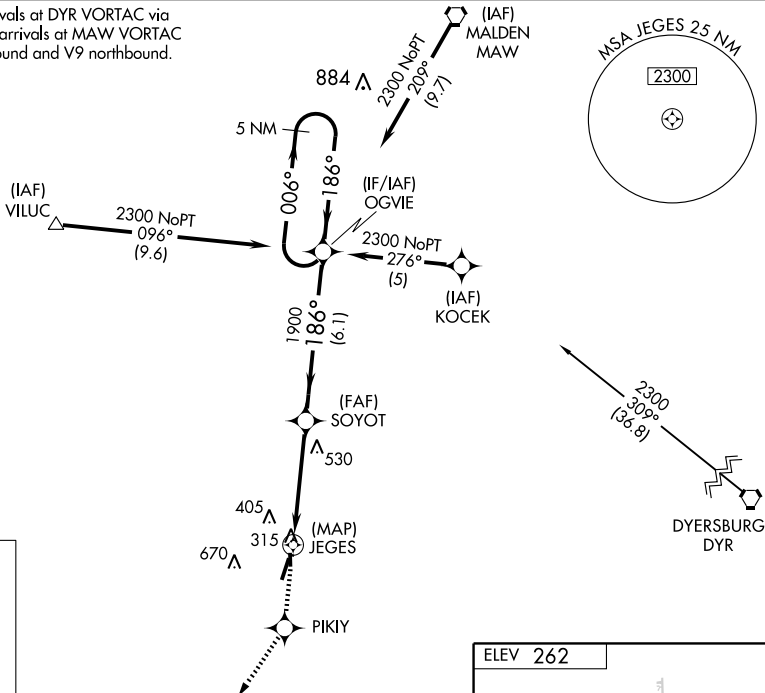 vals at DYR VORTAC via
arrivals at MAW VORTAC
ound and V9 northbound.
(IAF)
MALDEN
MAW
2300 NoPT
209°
(9.7)
884
MSA JEGES 25 NM
2300
5 NM
006°
186°
(IF/IAF)
OGVIE
(IAF)
VILUC
2300 NoPT
096°
(9.6)
2300 NoPT
276°
(5)
(IAF)
KOCEK
1900
186°
(6.1)
2300
309°
(36.8)
(FAF)
SOYOT
530
DYERSBURG
DYR
405
315
(MAP)
JEGES
670
PIKIY
ELEV 262